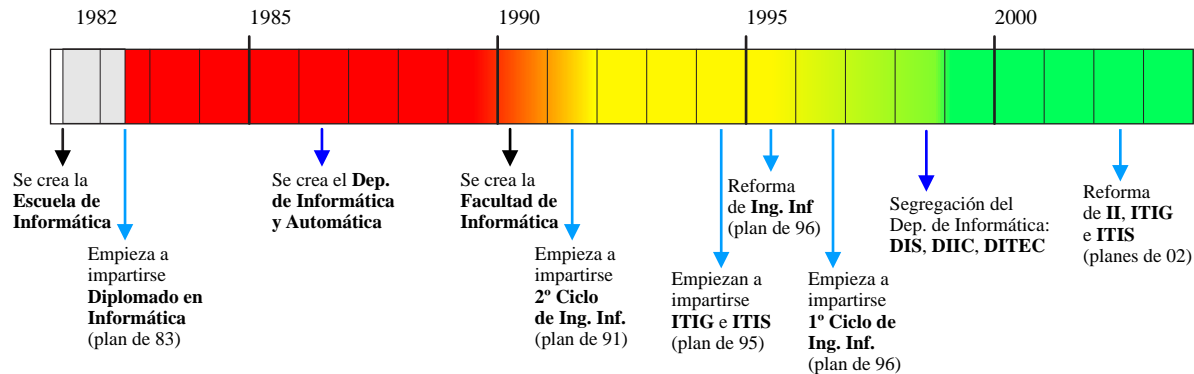 1982
1985
1990
1995
2000
Se crea la
Escuela de
Informática
Empieza a
impartirse
Diplomado en
Informática
(plan de 83)
Se crea el Dep.
de Informática
y Automática
Se crea la
Facultad de
Informática
Empieza a
impartirse
2º Ciclo
de Ing. Inf.
(plan de 91)
Empiezan a
impartirse
ITIG e ITIS
(plan de 95)
Reforma
de Ing. Inf
(plan de 96)
Empieza a
impartirse
1º Ciclo de
Ing. Inf.
(plan de 96)
Segregación del
Dep. de Informática:
DIS, DIIC, DITEC
Reforma
de II, ITIG
e ITIS
(planes de 02)